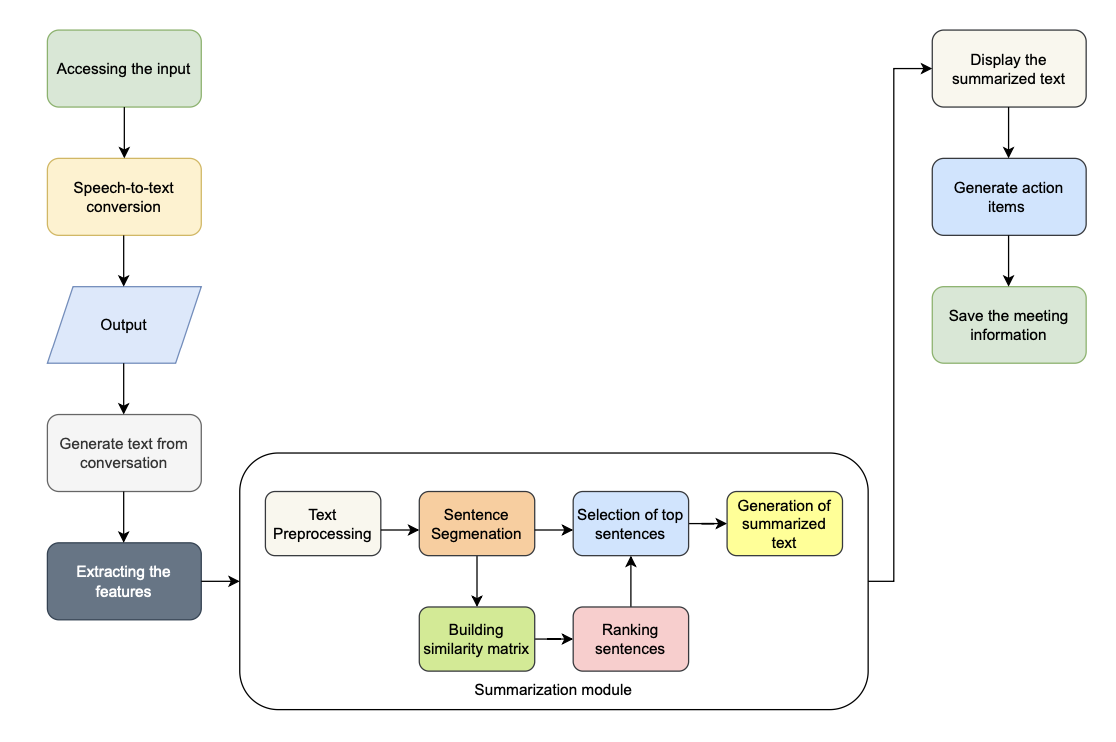 Accessing the input
Speech-to-text
conversion
Output
Generate text from
conversation
Extracting the
features
Text
Preprocessing
Sentence
Segmenation
Selection of top
sentences
Generation of
summarized
text
Building
similarity matrix
Ranking
sentences
Summarization module
Display the
summarized text
Generate action
items
Save the meeting
information